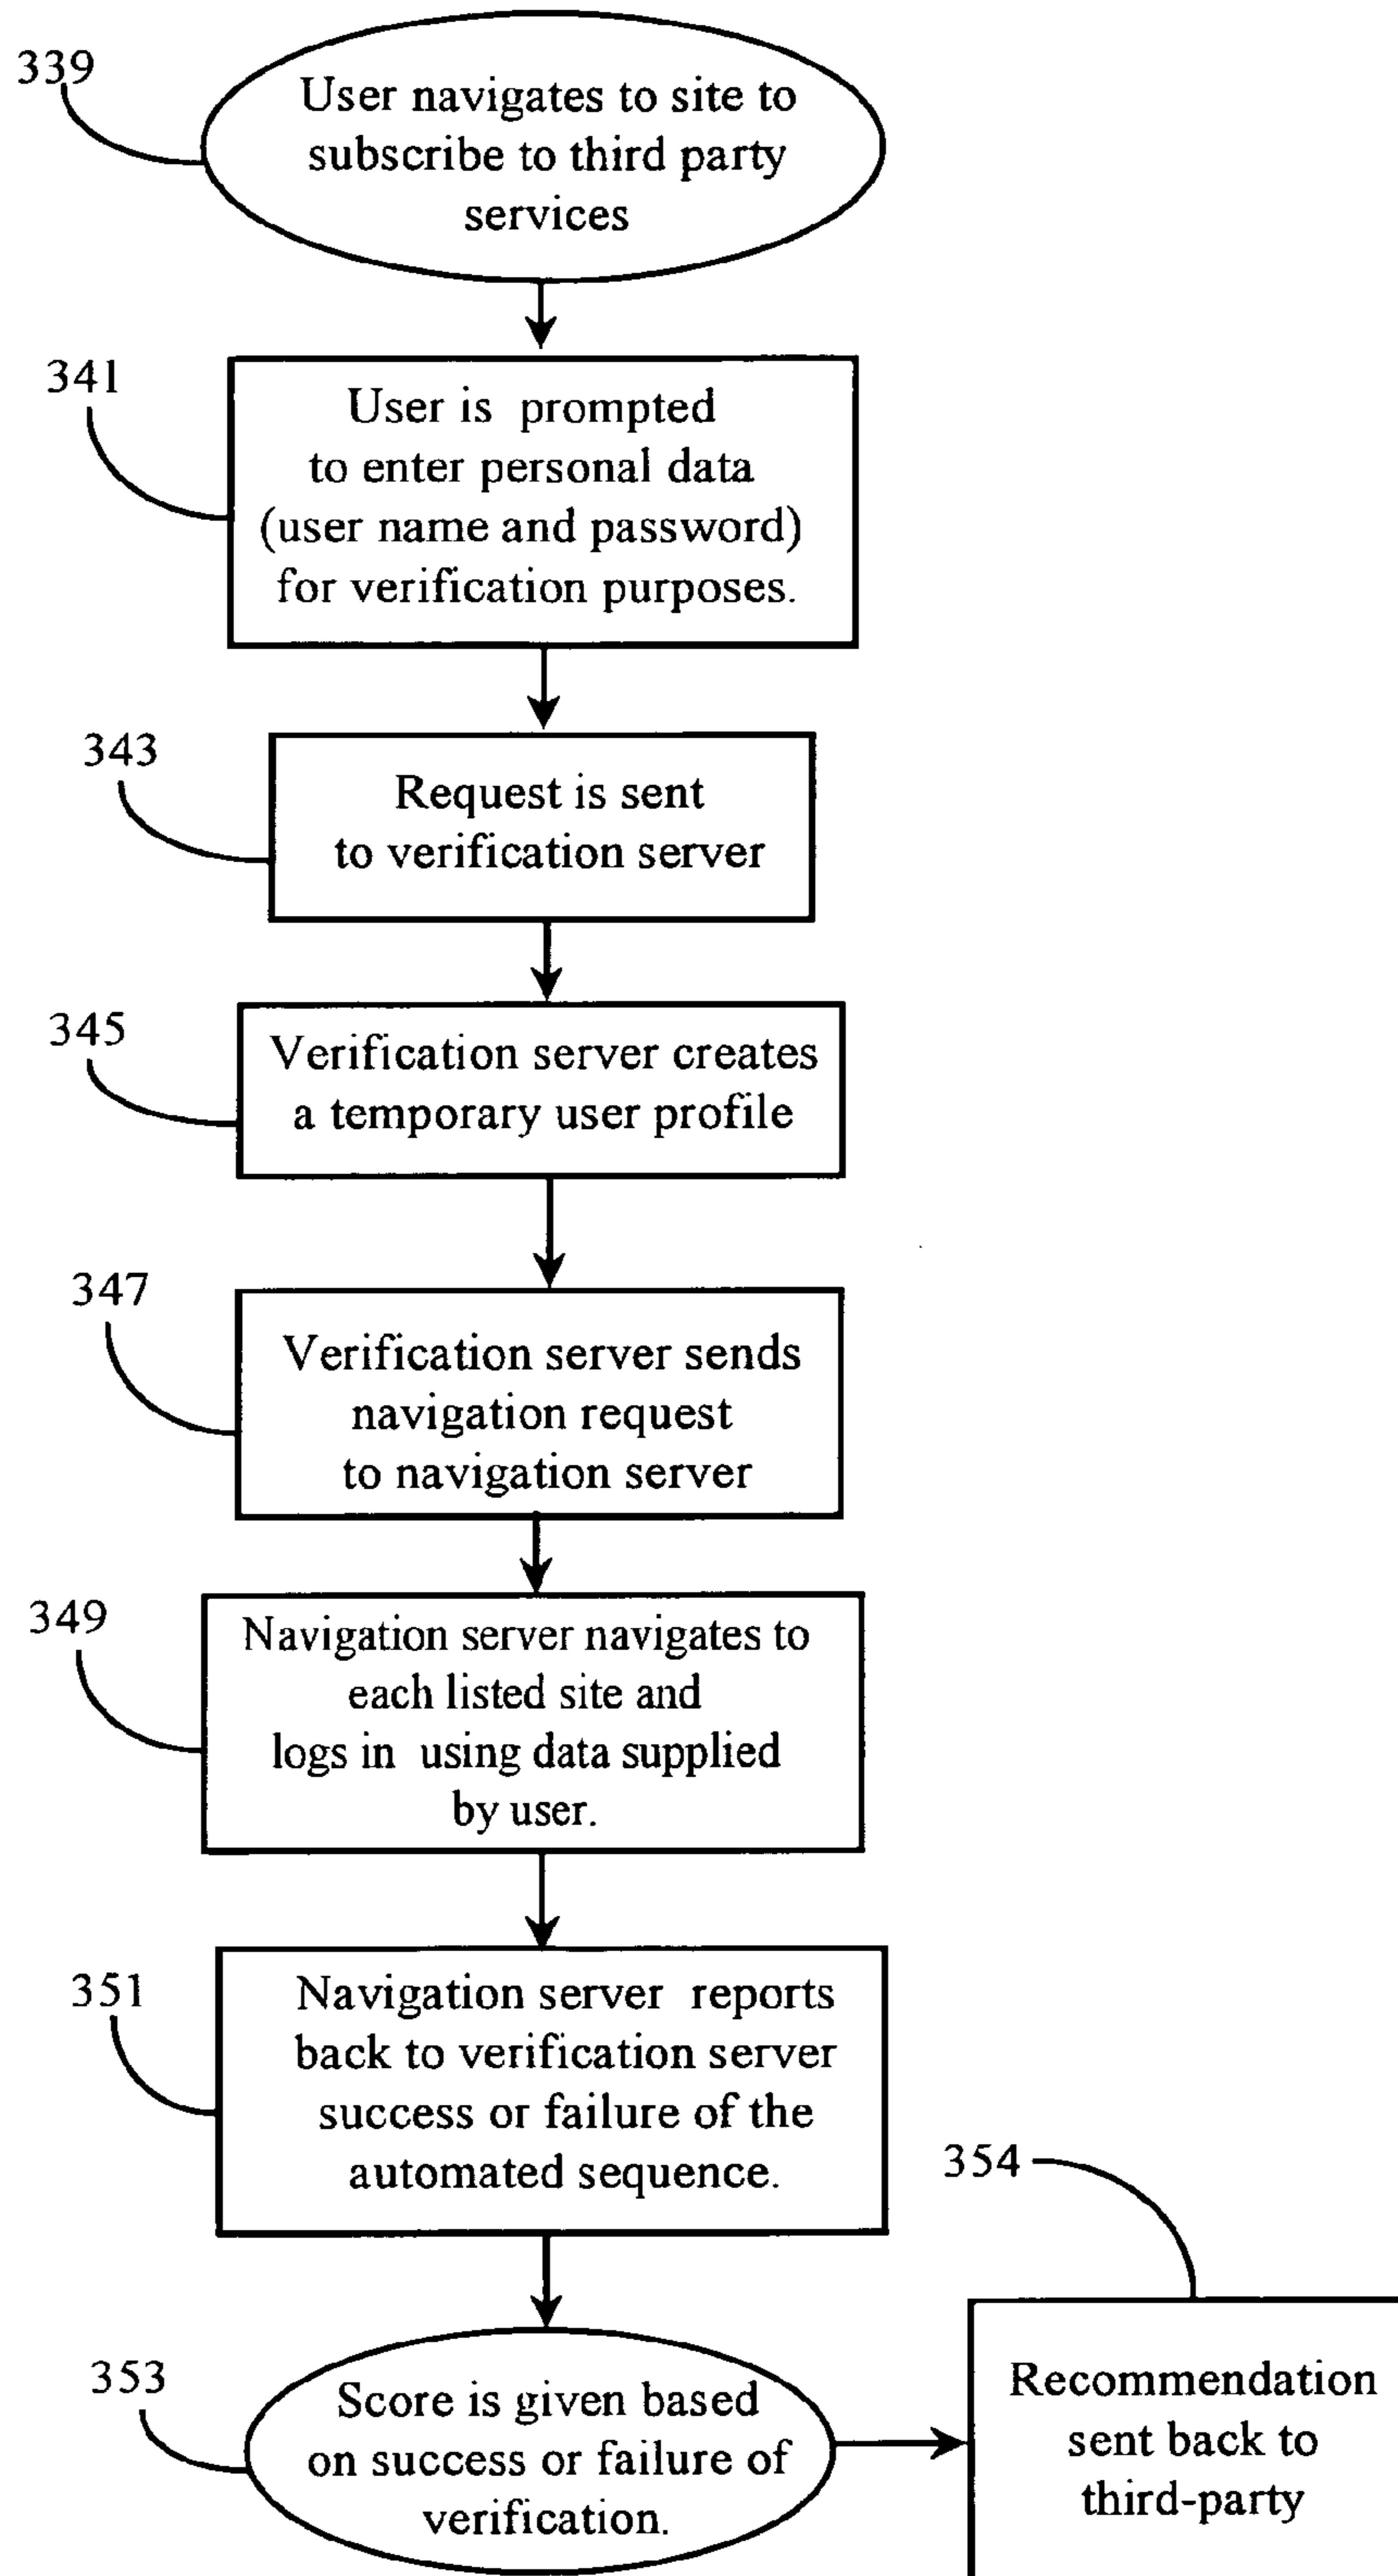 339
User navigates to site to
subscribe to third party
services
341
User is prompted
to enter personal data
(user name and password)
for verification purposes.
343
Request is sent
to verification server
345
Verification server creates
a temporary user profile
347
Verification server sends
navigation request
to navigation server
349
Navigation server navigates to
each listed site and
logs in using data supplied
by user.
351
Navigation server reports
back to verification server
success or failure of the
automated sequence.
353
Score is given based
on success or failure of
verification.
354
Recommendation
sent back to
third-party